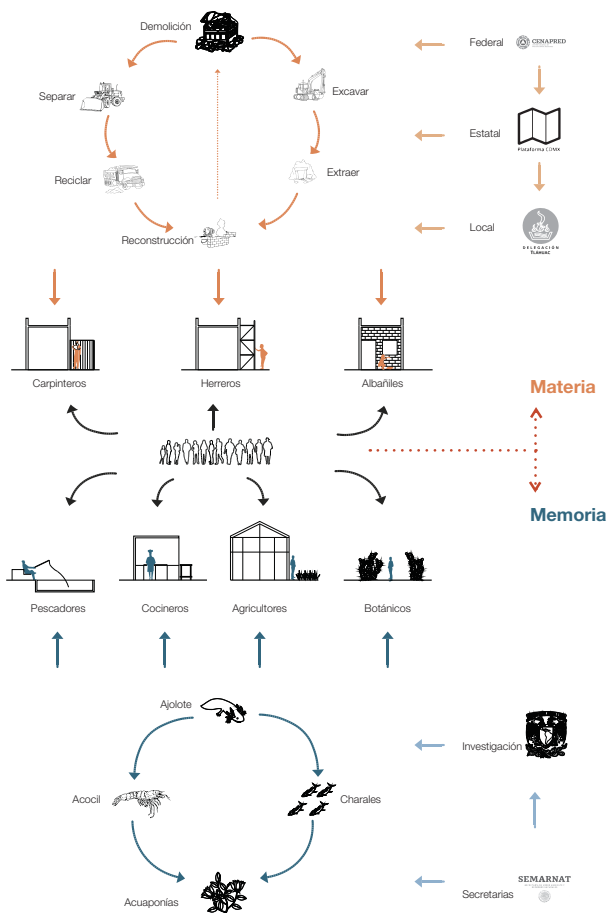 Demolición
Federal
CENAPRED
Separar
Excavar
Estatal
Plataforma CDMX
Reciclar
Extraer
Reconstrucción
Local
DELEGACIÓN
TLÁHUAC
Carpinteros
Herreros
Albañiles
Materia
Memoria
Pescadores
Cocineros
Agricultores
Botánicos
Ajolote
Investigación
Acocil
Charales
Acuaponías
Secretarias
SEMARNAT